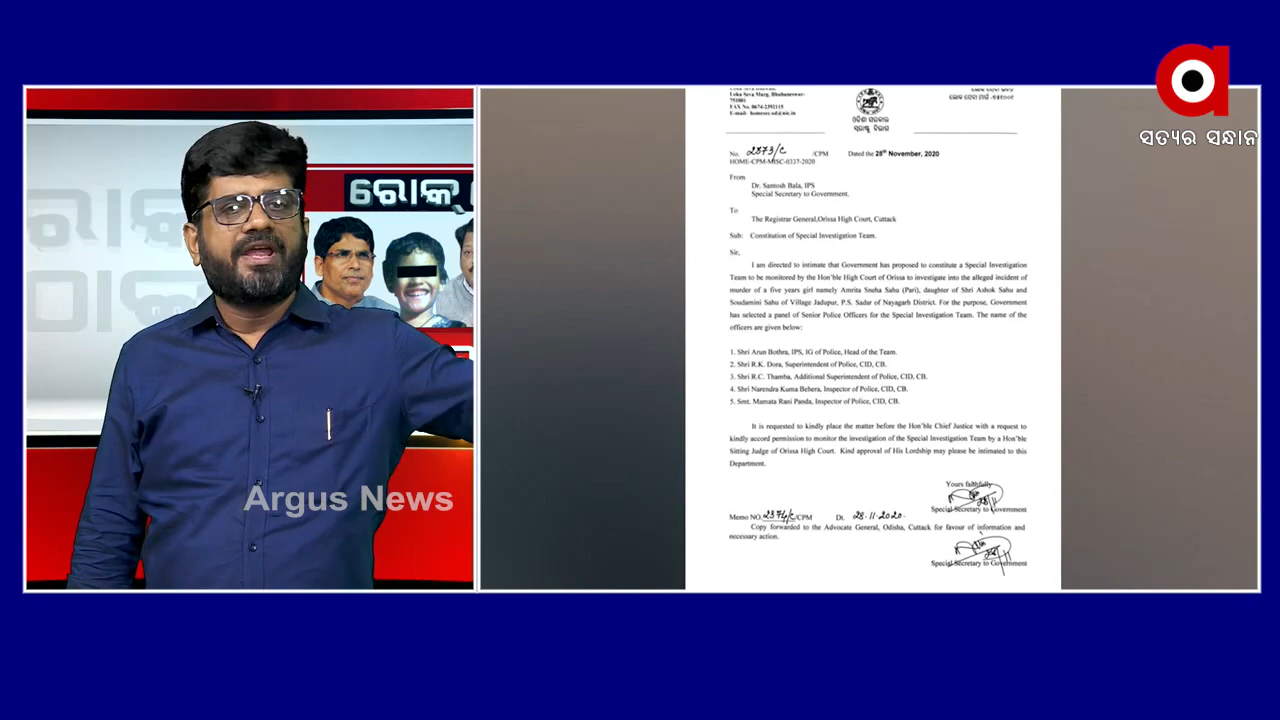 ସତ୍ୟର ସନ୍ଧାନ
ରୋକ୍
Argus News
Loka Seva Marg, Bhubaneswar-
751001
FAX No. 0674-2392115
E-mail- homesec.od@nic.in
ଓଡ଼ିଶା ସରକାର
ସ୍ୱରାଷ୍ଟ୍ର ବିଭାଗ
ଲୋକ ସେବା ମାର୍ଗ -୭୫୧୦୦୧
No. 2873/C /CPM Dated the 28th November, 2020
HOME-CPM-MISC-0337-2020
From
Dr. Santosh Bala, IPS
Special Secretary to Government.
To
The Registrar General,Orissa High Court, Cuttack
Sub: Constitution of Special Investigation Team.
Sir,
I am directed to intimate that Government has proposed to constitute a Special Investigation
Team to be monitored by the Hon'ble High Court of Orissa to investigate into the alleged incident of
murder of a five years girl namely Amrita Sneha Sahu (Pari), daughter of Shri Ashok Sahu and
Soudamini Sahu of Village Jadupur, P.S. Sadar of Nayagarh District. For the purpose, Government
has selected a panel of Senior Police Officers for the Special Investigation Team. The name of the
officers are given below:
1. Shri Arun Bothra, IPS, IG of Police, Head of the Team.
2. Shri R.K. Dora, Superintendent of Police, CID, CB.
3. Shri R.C. Thamba, Additional Superintendent of Police, CID, CB.
4. Shri Narendra Kuma Behera, Inspector of Police, CID, CB.
5. Smt. Mamata Rani Panda, Inspector of Police, CID, CB.
It is requested to kindly place the matter before the Hon'ble Chief Justice with a request to
kindly accord permission to monitor the investigation of the Special Investigation Team by a Hon'ble
Sitting Judge of Orissa High Court. Kind approval of His Lordship may please be intimated to this
Department.
Yours faithfully
Special Secretary to Government
Memo NO. 2374/C /CPM Dt. 28.11.2020.
Copy forwarded to the Advocate General, Odisha, Cuttack for favour of information and
necessary action.
Special Secretary to Government